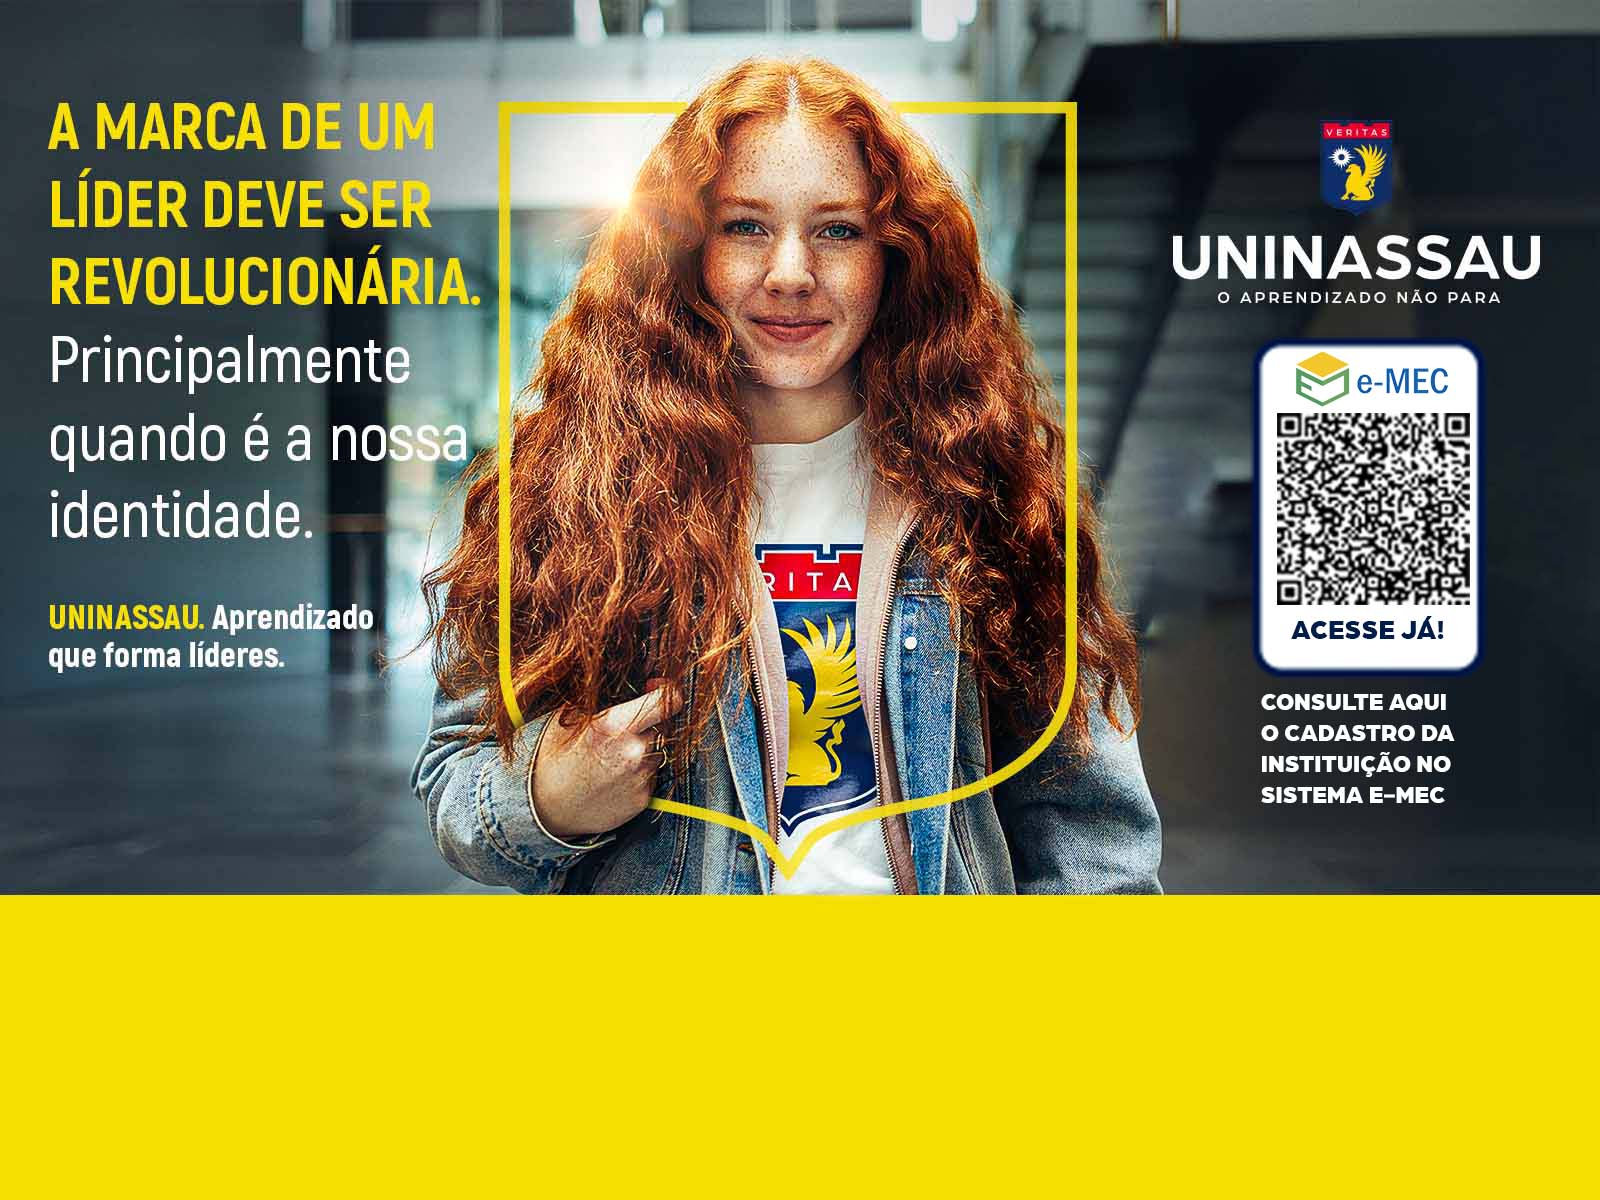 A MARCA DE UM
LÍDER DEVE SER
REVOLUCIONÁRIA.
Principalmente
quando é a nossa
identidade.
UNINASSAU. Aprendizado
que forma líderes.
RITA
VERITAS
UNINASSAU
O APRENDIZADO NÃO PARA
e-MEC
ACESSE JÁ!
CONSULTE AQUI
O CADASTRO DA
INSTITUIÇÃO NO
SISTEMA E-MEC